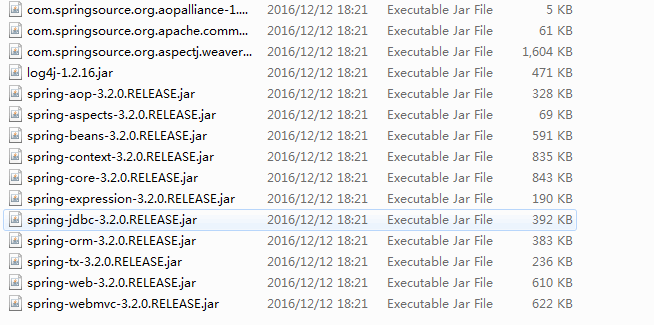 com.springsource.org.aopalliance-1.... 2016/12/12 18:21 Executable Jar File 5 KB
com.springsource.org.apache.comm... 2016/12/12 18:21 Executable Jar File 61 KB
com.springsource.org.aspectj.weaver... 2016/12/12 18:21 Executable Jar File 1,604 KB
log4j-1.2.16.jar 2016/12/12 18:21 Executable Jar File 471 KB
spring-aop-3.2.0.RELEASE.jar 2016/12/12 18:21 Executable Jar File 328 KB
spring-aspects-3.2.0.RELEASE.jar 2016/12/12 18:21 Executable Jar File 69 KB
spring-beans-3.2.0.RELEASE.jar 2016/12/12 18:21 Executable Jar File 591 KB
spring-context-3.2.0.RELEASE.jar 2016/12/12 18:21 Executable Jar File 835 KB
spring-core-3.2.0.RELEASE.jar 2016/12/12 18:21 Executable Jar File 843 KB
spring-expression-3.2.0.RELEASE.jar 2016/12/12 18:21 Executable Jar File 190 KB
spring-jdbc-3.2.0.RELEASE.jar 2016/12/12 18:21 Executable Jar File 392 KB
spring-orm-3.2.0.RELEASE.jar 2016/12/12 18:21 Executable Jar File 383 KB
spring-tx-3.2.0.RELEASE.jar 2016/12/12 18:21 Executable Jar File 236 KB
spring-web-3.2.0.RELEASE.jar 2016/12/12 18:21 Executable Jar File 610 KB
spring-webmvc-3.2.0.RELEASE.jar 2016/12/12 18:21 Executable Jar File 622 KB